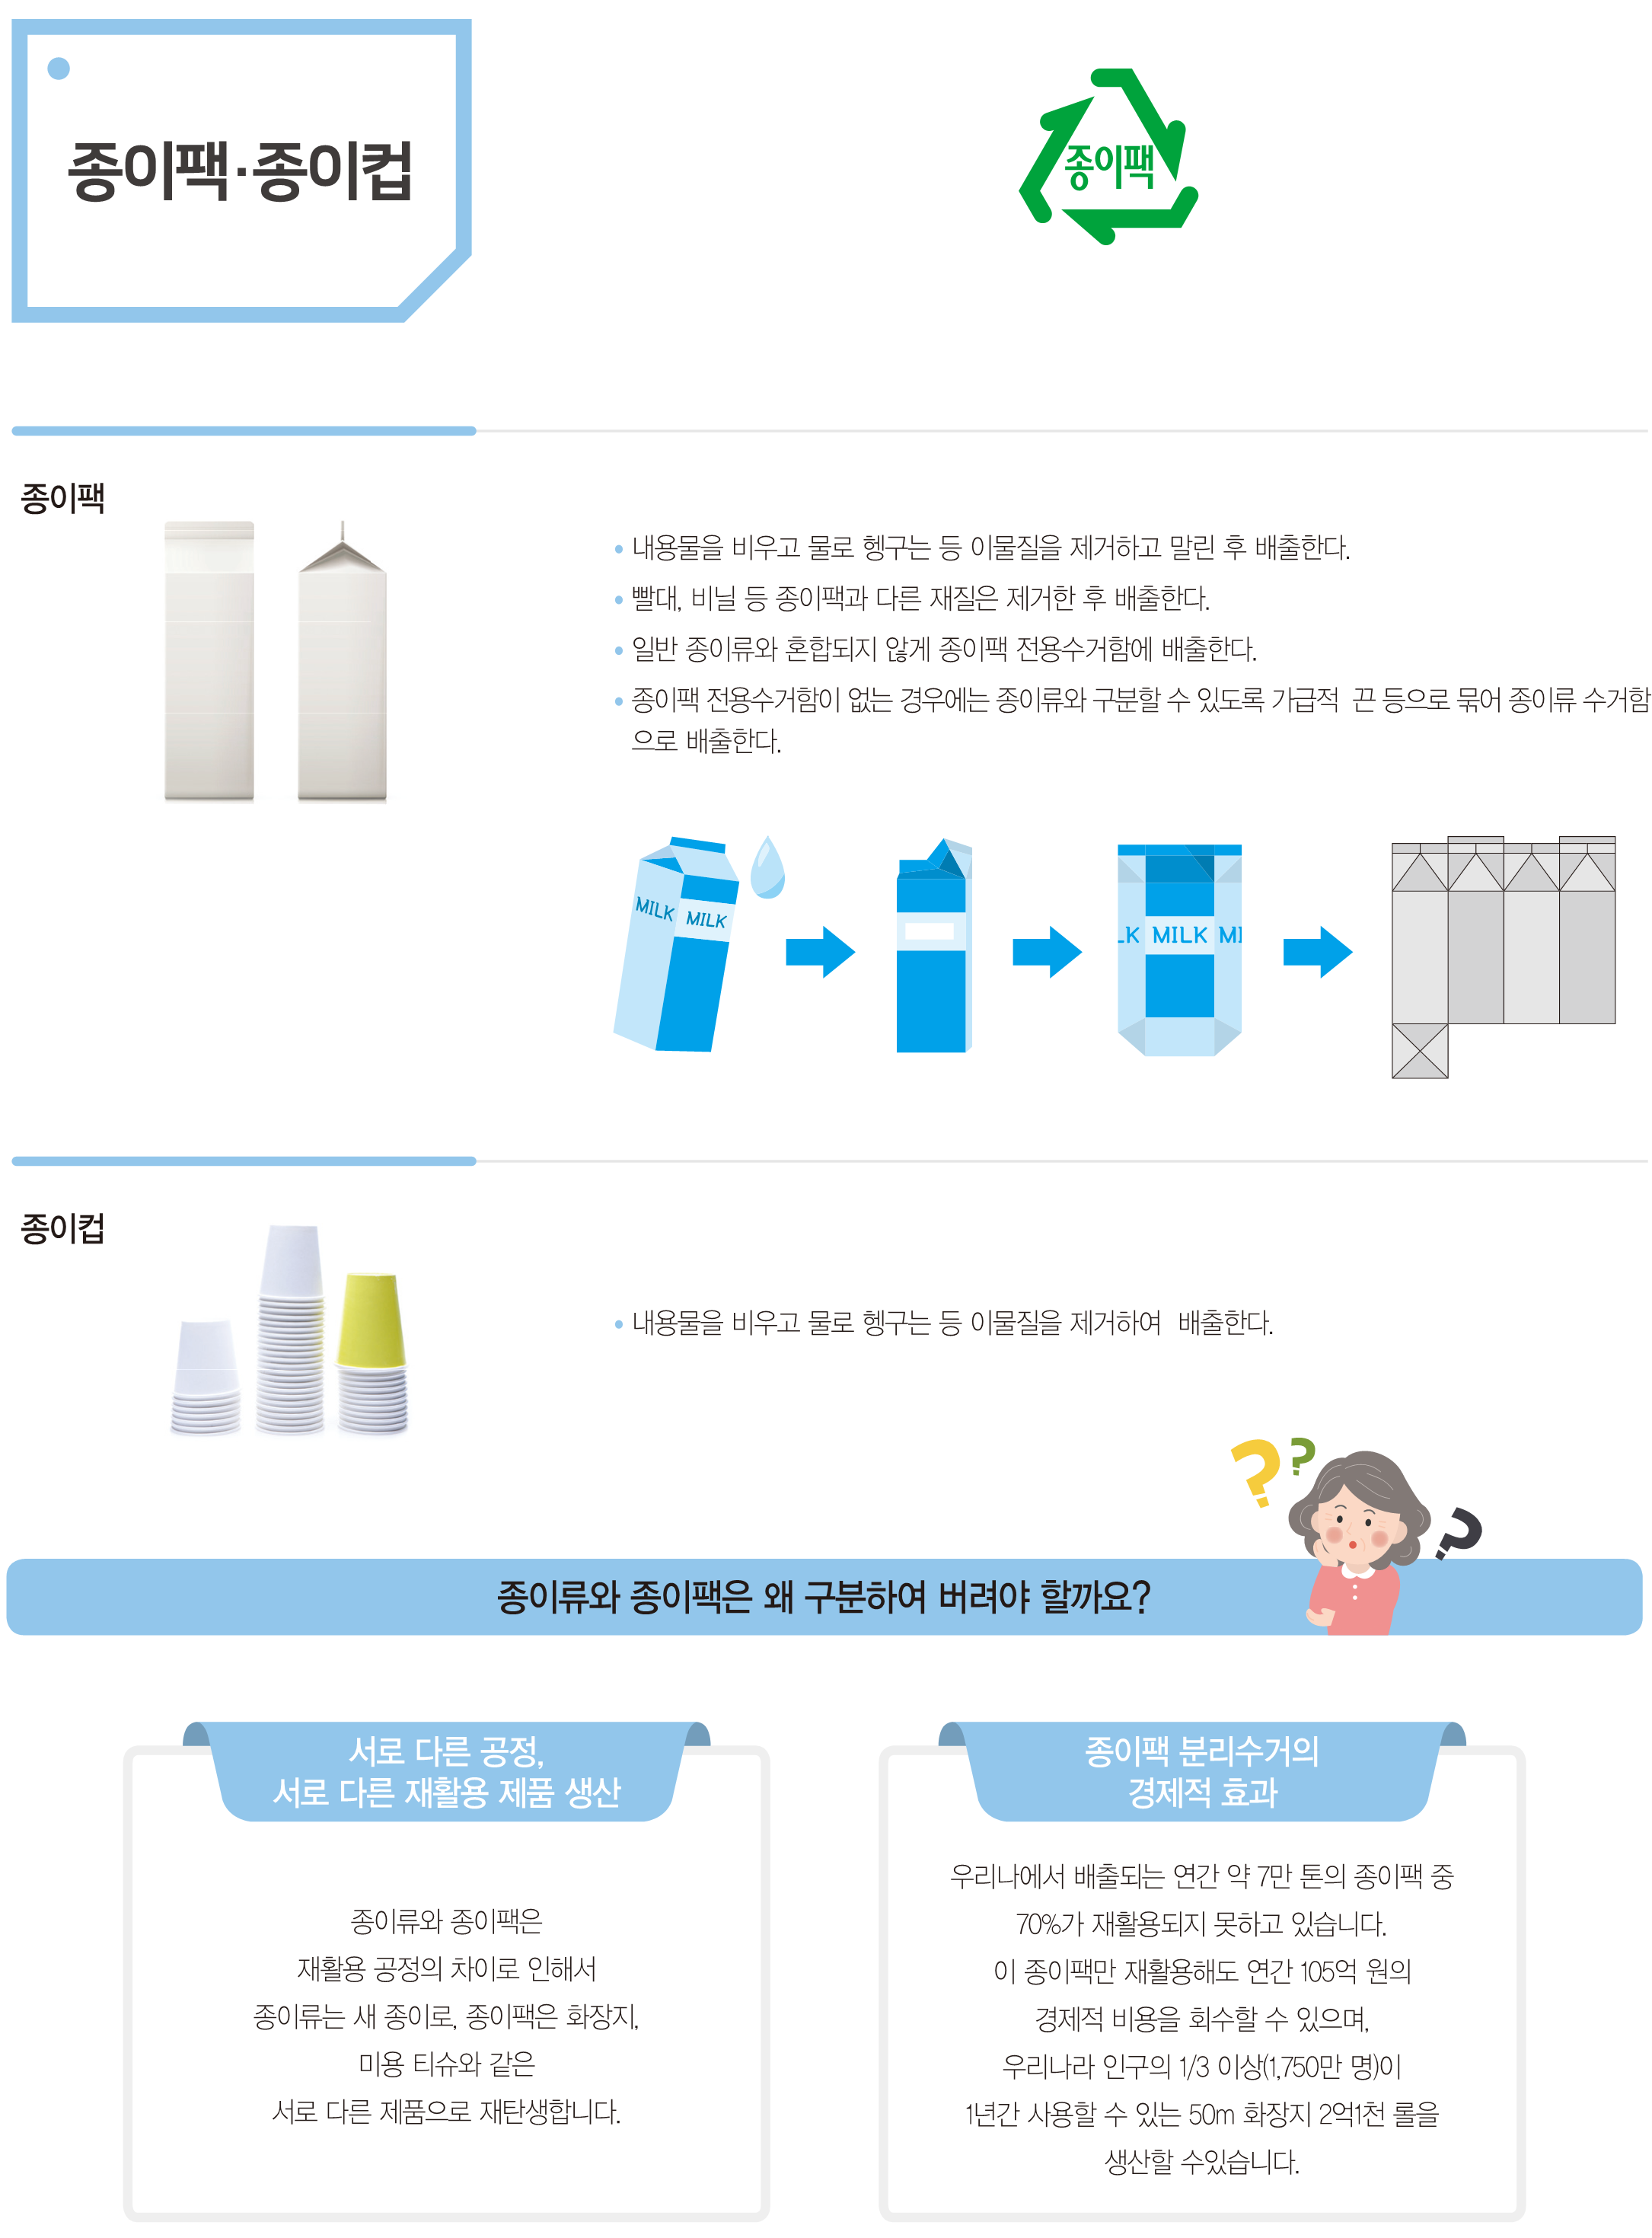 종이팩·종이컵
종이팩
종이팩
• 내용물을 비우고 물로 헹구는 등 이물질을 제거하고 말린 후 배출한다.
• 빨대, 비닐 등 종이팩과 다른 재질은 제거한 후 배출한다.
• 일반 종이류와 혼합되지 않게 종이팩 전용수거함에 배출한다.
• 종이팩 전용수거함이 없는 경우에는 종이류와 구분할 수 있도록 가급적 끈 등으로 묶어 종이류 수거함
으로 배출한다.
MILK MILK
LK MILK MI
종이컵
• 내용물을 비우고 물로 헹구는 등 이물질을 제거하여 배출한다.
? ? ?
종이류와 종이팩은 왜 구분하여 버려야 할까요?
서로 다른 공정,
서로 다른 재활용 제품 생산
종이류와 종이팩은
재활용 공정의 차이로 인해서
종이류는 새 종이로, 종이팩은 화장지,
미용 티슈와 같은
서로 다른 제품으로 재탄생합니다.
종이팩 분리수거의
경제적 효과
우리나에서 배출되는 연간 약 7만 톤의 종이팩 중
70%가 재활용되지 못하고 있습니다.
이 종이팩만 재활용해도 연간 105억 원의
경제적 비용을 회수할 수 있으며,
우리나라 인구의 1/3 이상(1,750만 명)이
1년간 사용할 수 있는 50m 화장지 2억1천 롤을
생산할 수있습니다.